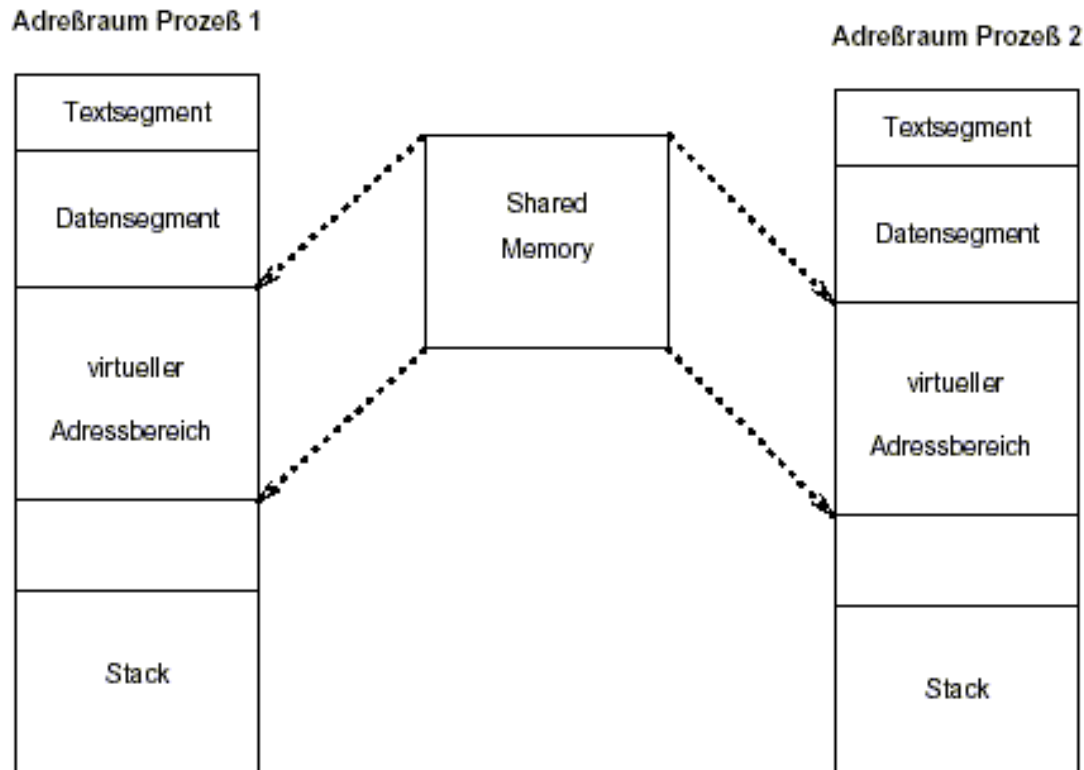 Adreßraum Prozeß 1
Textsegment
Datensegment
virtueller
Adressbereich
Stack
Shared
Memory
Adreßraum Prozeß 2
Textsegment
Datensegment
virtueller
Adressbereich
Stack